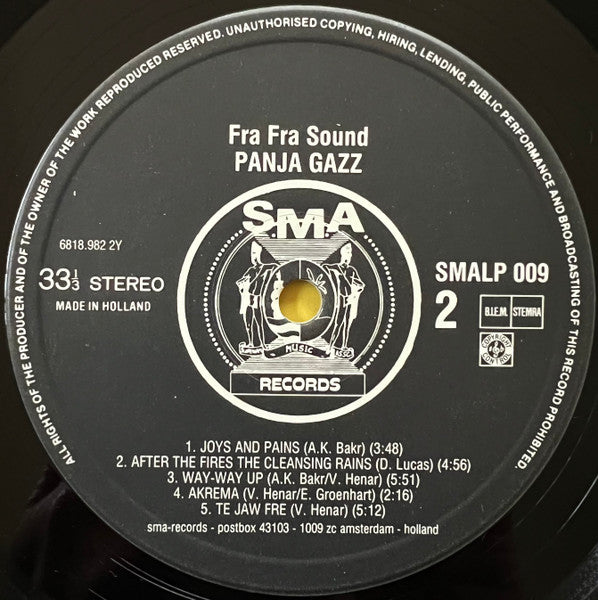 ALL RIGHTS OF THE PRODUCER AND OF THE OWNER OF THE WORK REPRODUCED RESERVED. UNAUTHORISED COPYING, HIRING, LENDING, PUBLIC PERFORMANCE AND BROADCASTING OF THIS RECORD PROHIBITED.
Fra Fra Sound
PANJA GAZZ
S.M.A
MUSIC
RECORDS
6818.982 2Y
33⅓ STEREO
MADE IN HOLLAND
SMALP 009
2
B.I.E.M. STEMRA
1. JOYS AND PAINS (A.K. Bakr) (3:48)
2. AFTER THE FIRES THE CLEANSING RAINS (D. Lucas) (4:56)
3. WAY-WAY UP (A.K. Bakr/V. Henar) (5:51)
4. AKREMA (V. Henar/E. Groenhart) (2:16)
5. TE JAW FRE (V. Henar) (5:12)
sma-records - postbox 43103 - 1009 zc amsterdam - holland